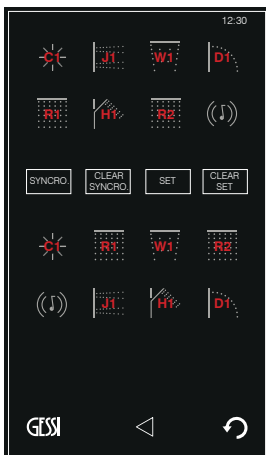 12:30
C1 J1 W1 D1
R1 H1 R2
SYNCRO. CLEAR SYNCRO. SET CLEAR SET
C1 R1 W1 R2
J1 H1 D1
GESSI